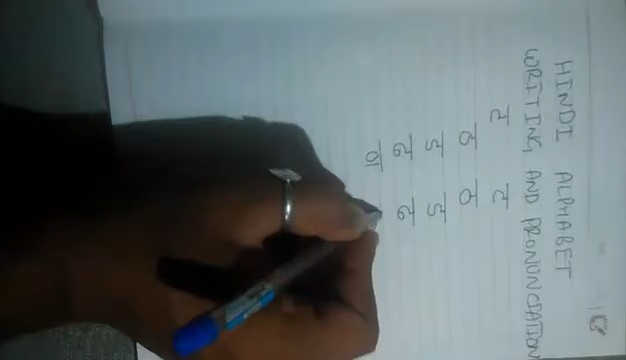 HINDI ALPHABET
WRITING AND PRONUNCIATION
ट ट
ठ ठ
ड ड
ढ ढ
ण